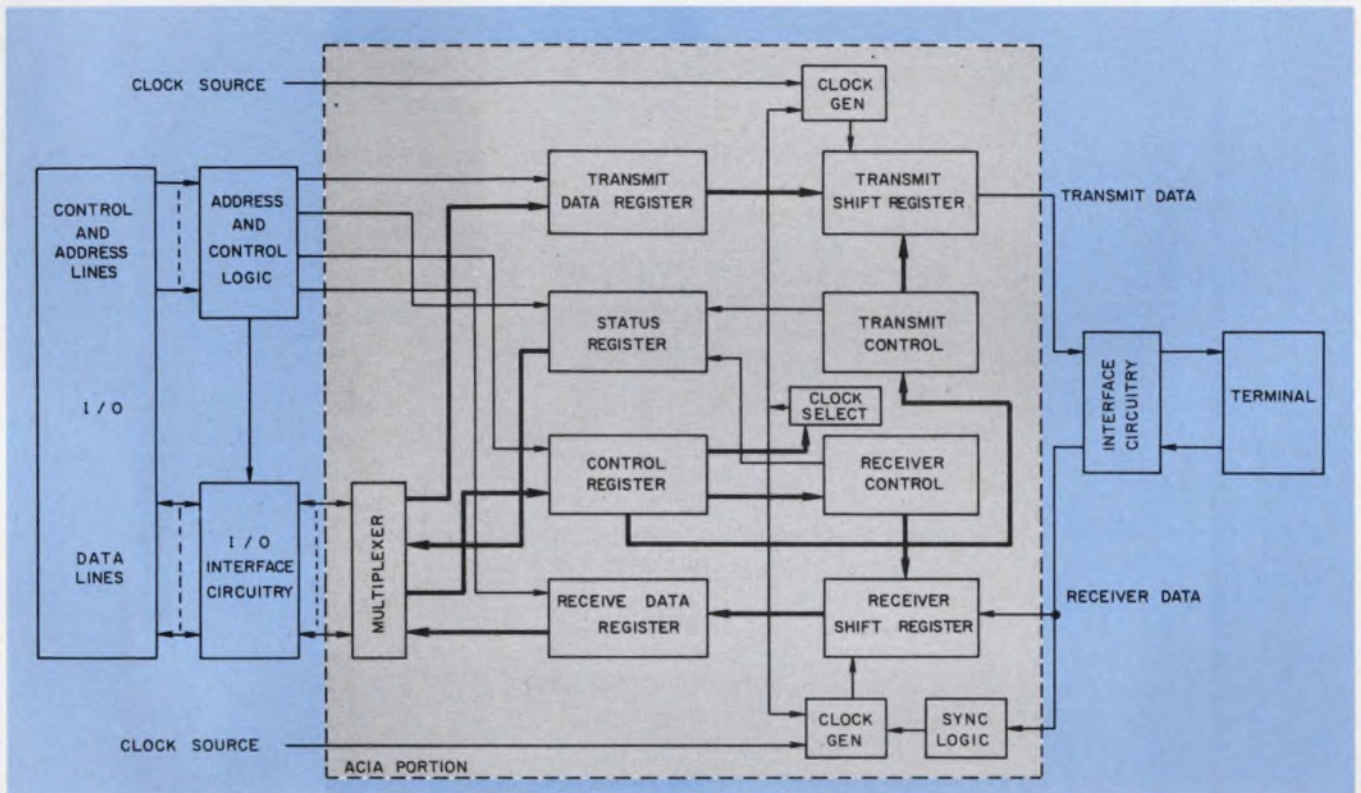 CLOCK SOURCE
CLOCK
GEN
CONTROL
AND
ADDRESS
LINES
I/O
DATA
LINES
ADDRESS
AND
CONTROL
LOGIC
TRANSMIT
DATA REGISTER
TRANSMIT
SHIFT REGISTER
TRANSMIT DATA
STATUS
REGISTER
TRANSMIT
CONTROL
INTERFACE
CIRCUITRY
TERMINAL
CLOCK
SELECT
CONTROL
REGISTER
RECEIVER
CONTROL
I/O
INTERFACE
CIRCUITRY
MULTIPLEXER
RECEIVE DATA
REGISTER
RECEIVER
SHIFT REGISTER
RECEIVER DATA
CLOCK SOURCE
CLOCK
GEN
SYNC
LOGIC
ACIA PORTION